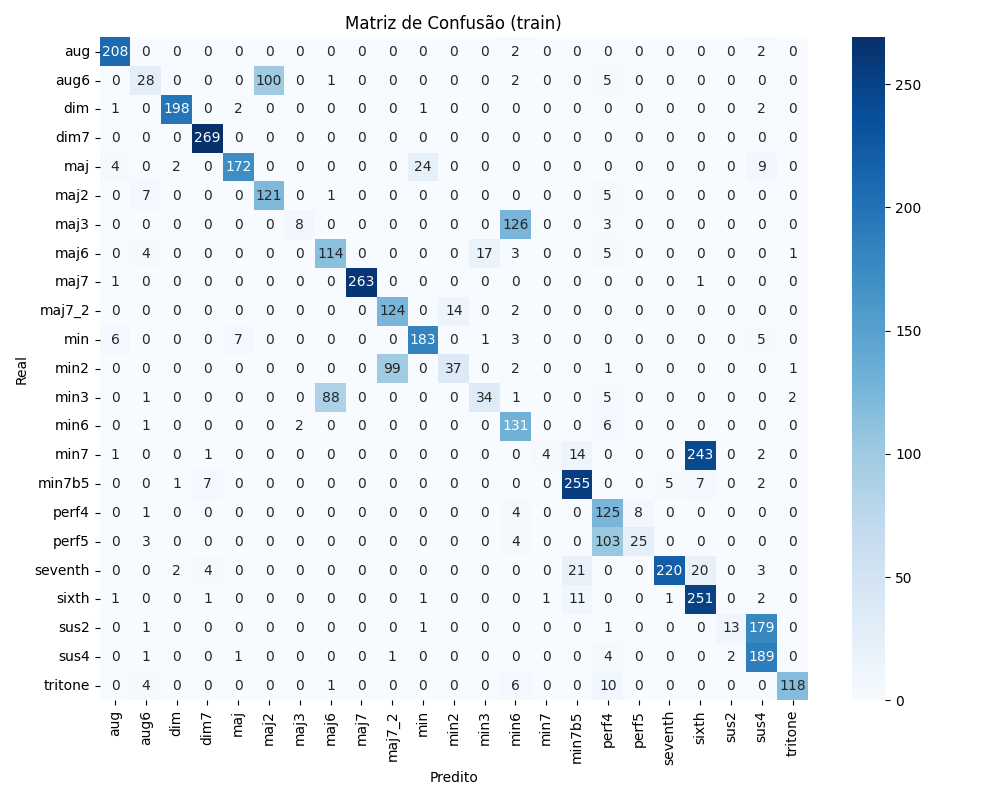 Matriz de Confusão (train)
aug 208 0 0 0 0 0 0 0 0 0 0 0 0 2 0 0 0 0 0 0 0 2 0
aug6 0 28 0 0 0 100 0 1 0 0 0 0 0 2 0 0 5 0 0 0 0 0 0
dim 1 0 198 0 2 0 0 0 0 0 1 0 0 0 0 0 0 0 0 0 0 2 0
dim7 0 0 0 269 0 0 0 0 0 0 0 0 0 0 0 0 0 0 0 0 0 0 0
maj 4 0 2 0 172 0 0 0 0 0 24 0 0 0 0 0 0 0 0 0 0 9 0
maj2 0 7 0 0 0 121 0 1 0 0 0 0 0 0 0 0 5 0 0 0 0 0 0
maj3 0 0 0 0 0 0 8 0 0 0 0 0 0 126 0 0 3 0 0 0 0 0 0
maj6 0 4 0 0 0 0 0 114 0 0 0 0 17 3 0 0 5 0 0 0 0 0 1
maj7 1 0 0 0 0 0 0 0 263 0 0 0 0 0 0 0 0 0 0 1 0 0 0
maj7_2 0 0 0 0 0 0 0 0 0 124 0 14 0 2 0 0 0 0 0 0 0 0 0
min 6 0 0 0 7 0 0 0 0 0 183 0 1 3 0 0 0 0 0 0 0 5 0
min2 0 0 0 0 0 0 0 0 0 99 0 37 0 2 0 0 1 0 0 0 0 0 1
min3 0 1 0 0 0 0 0 88 0 0 0 0 34 1 0 0 5 0 0 0 0 0 2
min6 0 1 0 0 0 0 2 0 0 0 0 0 0 131 0 0 6 0 0 0 0 0 0
min7 1 0 0 1 0 0 0 0 0 0 0 0 0 0 4 14 0 0 0 243 0 2 0
min7b5 0 0 1 7 0 0 0 0 0 0 0 0 0 0 0 255 0 0 5 7 0 2 0
perf4 0 1 0 0 0 0 0 0 0 0 0 0 0 4 0 0 125 8 0 0 0 0 0
perf5 0 3 0 0 0 0 0 0 0 0 0 0 0 4 0 0 103 25 0 0 0 0 0
seventh 0 0 2 4 0 0 0 0 0 0 0 0 0 0 0 21 0 0 220 20 0 3 0
sixth 1 0 0 1 0 0 0 0 0 0 1 0 0 0 1 11 0 0 1 251 0 2 0
sus2 0 1 0 0 0 0 0 0 0 0 1 0 0 0 0 0 1 0 0 0 13 179 0
sus4 0 1 0 0 1 0 0 0 0 1 0 0 0 0 0 0 4 0 0 0 2 189 0
tritone 0 4 0 0 0 0 0 1 0 0 0 0 0 6 0 0 10 0 0 0 0 0 118
aug aug6 dim dim7 maj maj2 maj3 maj6 maj7 maj7_2 min min2 min3 min6 min7 min7b5 perf4 perf5 seventh sixth sus2 sus4 tritone
Predito
Real
250
200
150
100
50
0